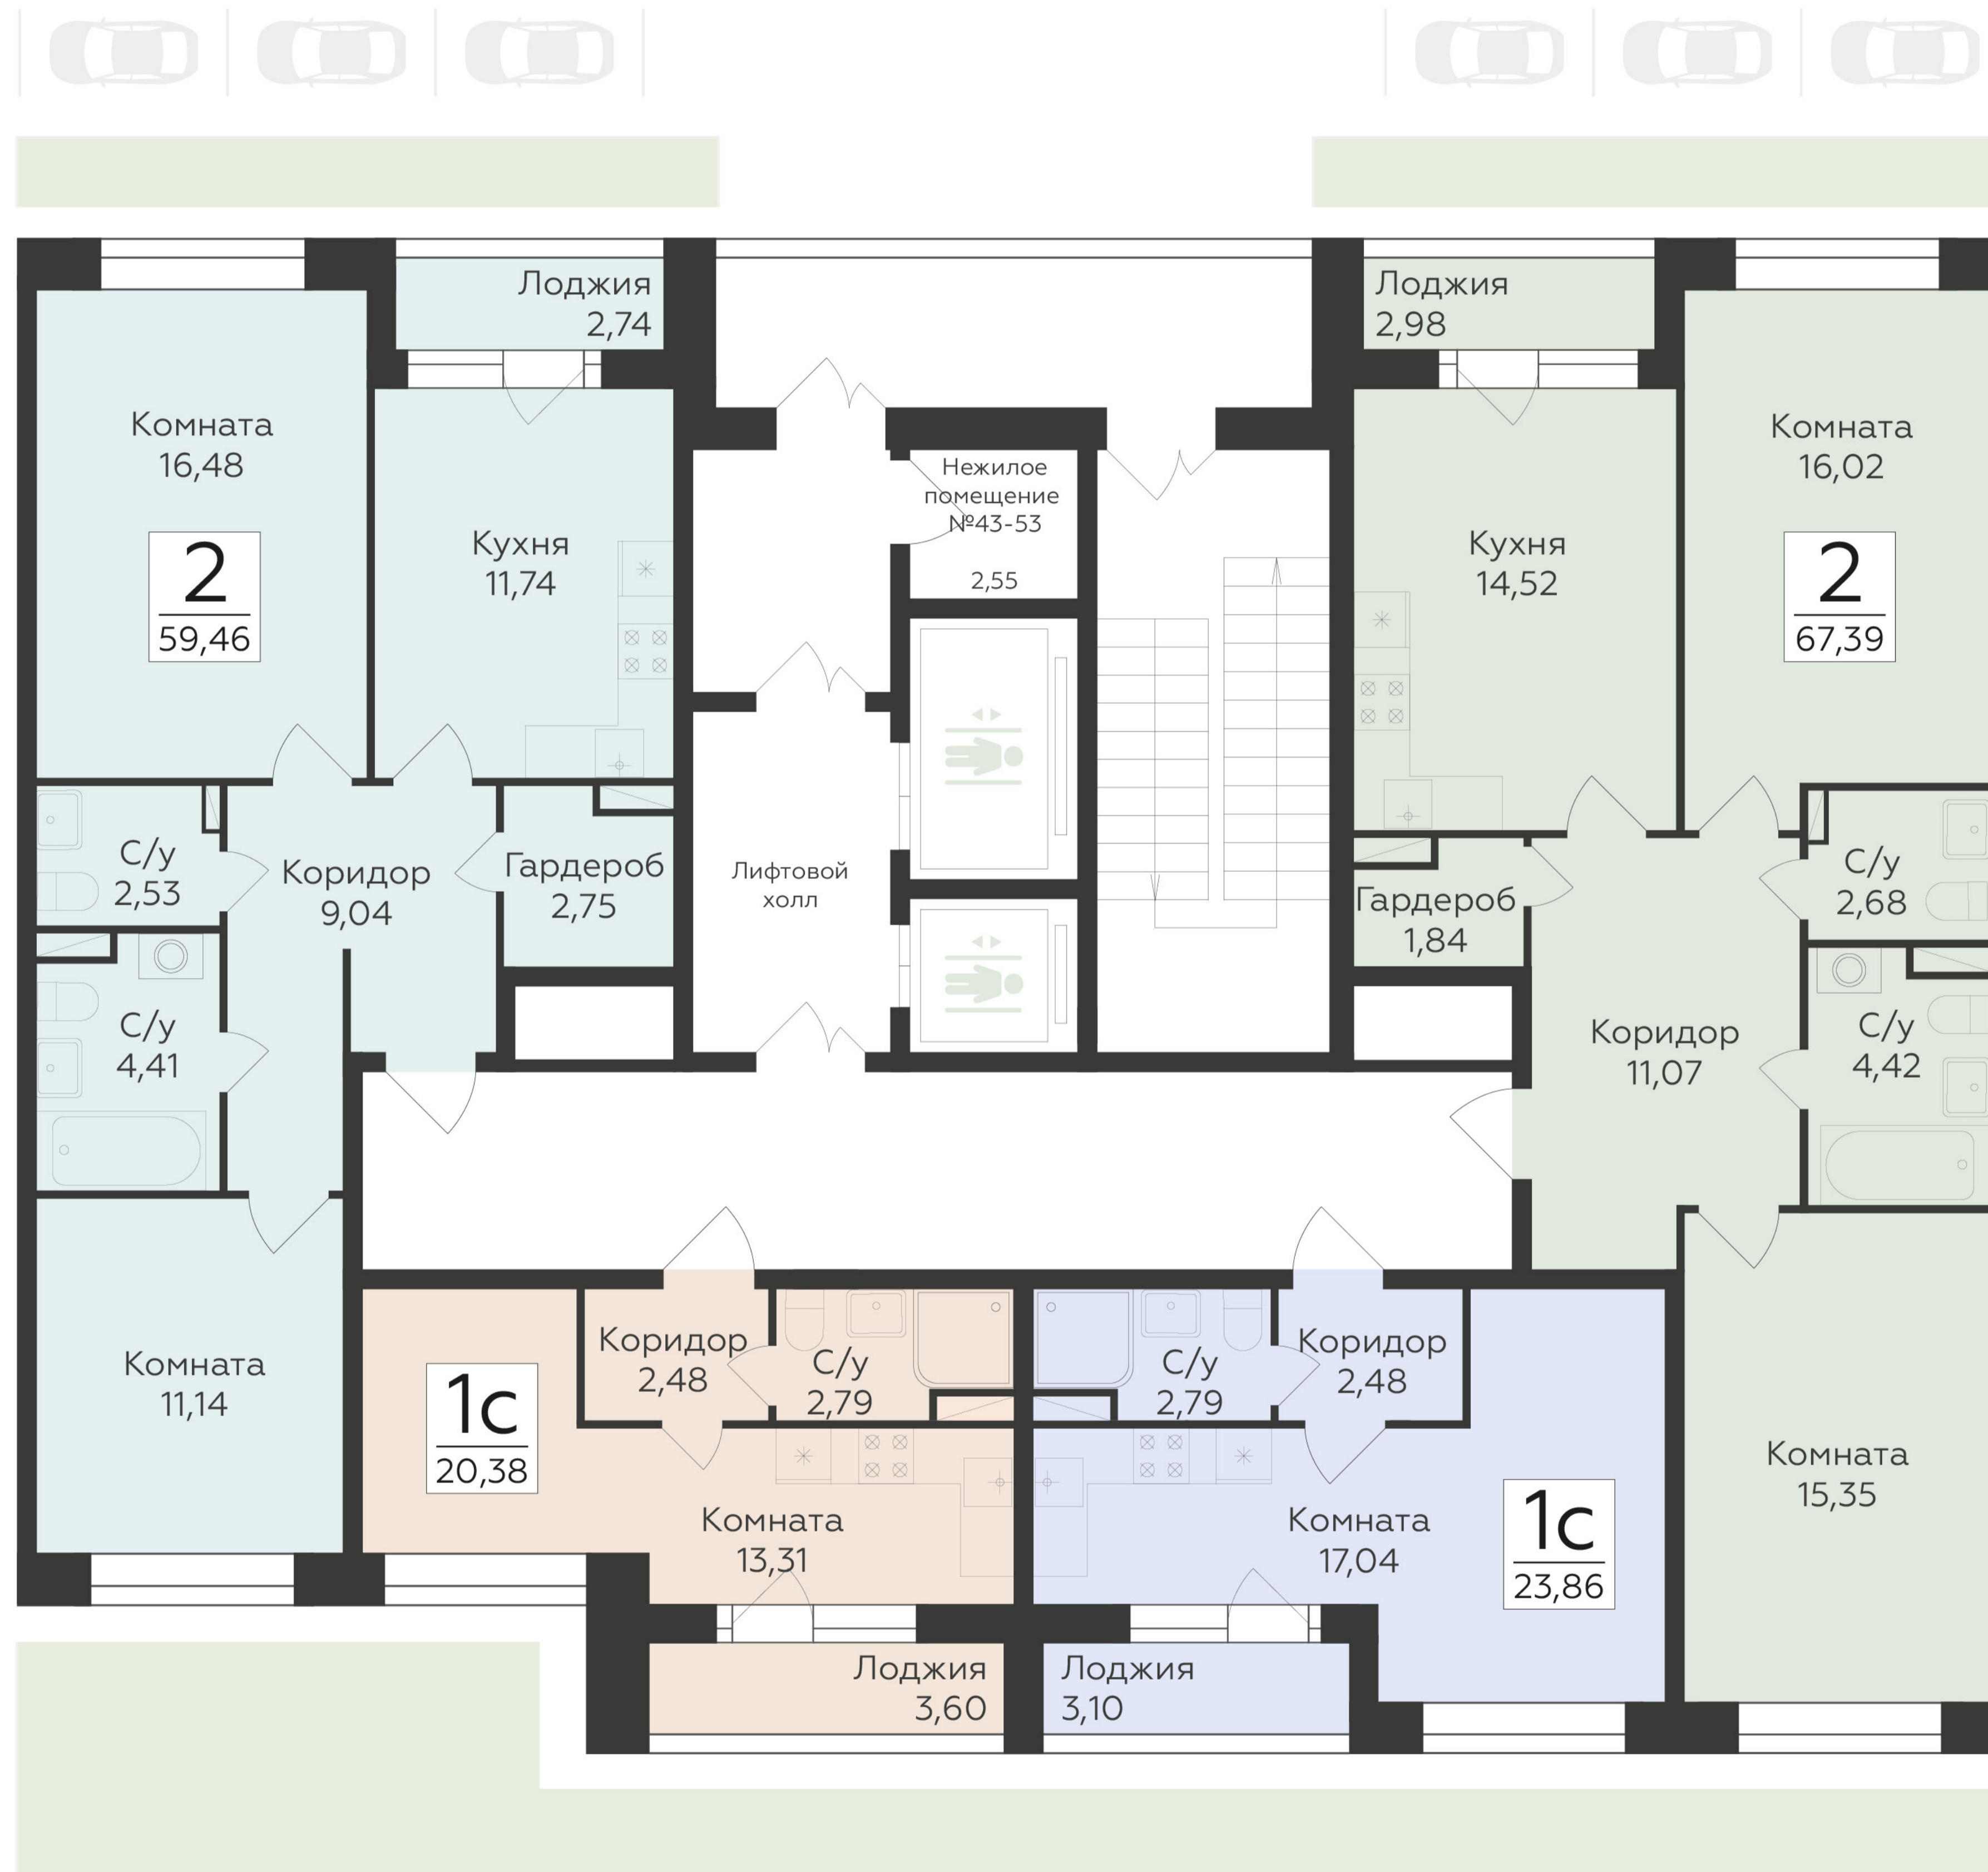 Лоджия
2,74
Лоджия
2,98
Комната
16,48
2
59,46
Кухня
11,74
Нежилое
помещение
№43-53
2,55
Кухня
14,52
Комната
16,02
2
67,39
С/у
2,53
Коридор
9,04
Гардероб
2,75
Лифтовой
холл
Гардероб
1,84
С/у
2,68
С/у
4,41
Коридор
11,07
С/у
4,42
Комната
11,14
1с
20,38
Коридор
2,48
С/у
2,79
С/у
2,79
Коридор
2,48
Комната
13,31
Комната
17,04
1с
23,86
Комната
15,35
Лоджия
3,60
Лоджия
3,10